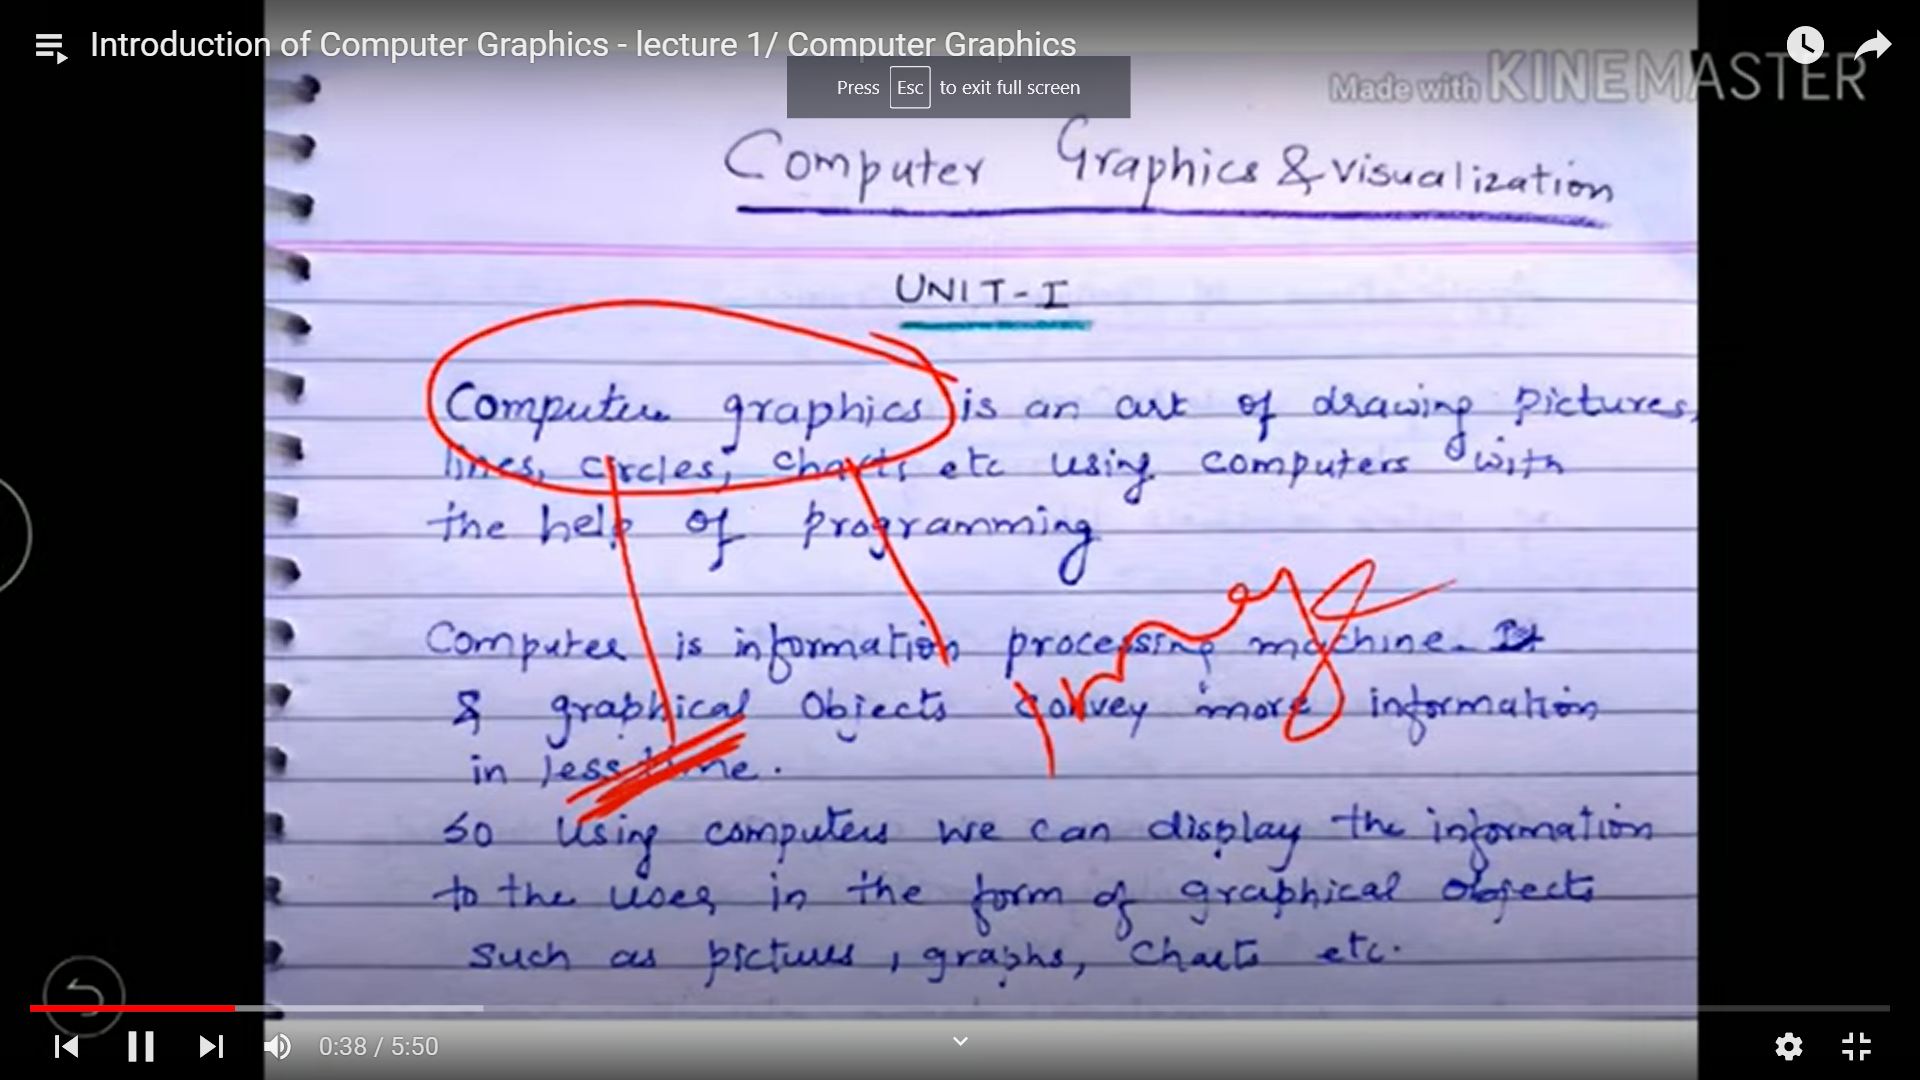 Introduction of Computer Graphics - lecture 1/ Computer Graphics
Press Esc to exit full screen
Made with KINEMASTER
Computer Graphics & visualization
UNIT-I
Computer graphics is an art of drawing pictures,
lines, circles, charts etc using computers with
the help of programming
Computer is information processing machine. It
& graphical Objects convey more information
in less time.
So Using computers we can display the information
to the user in the form of graphical objects
such as pictures, graphs, charts etc.
image
0:38 / 5:50